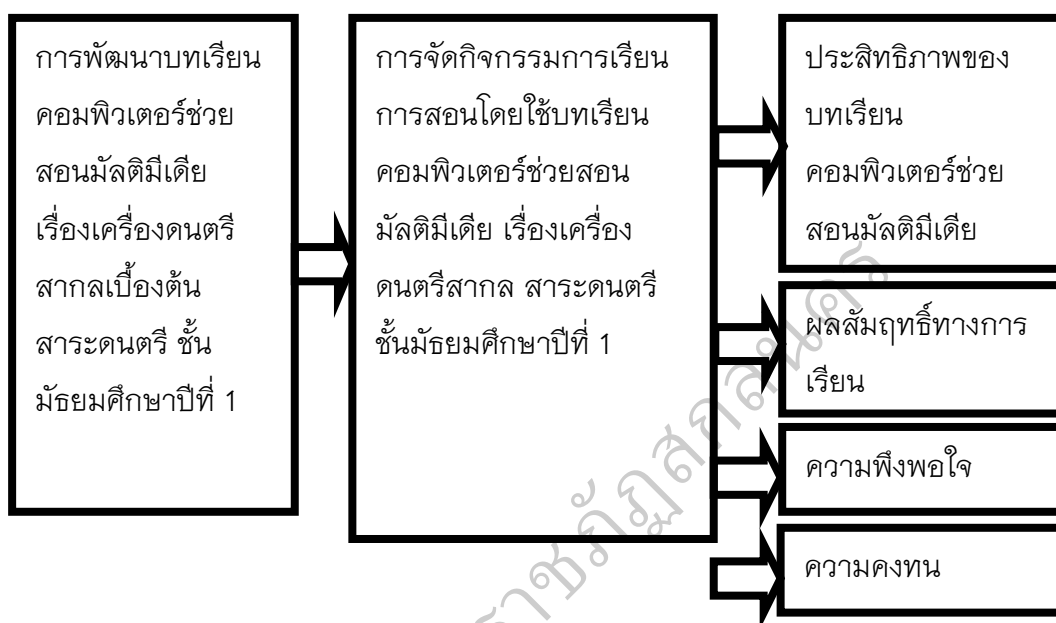 การพัฒนาบทเรียน
คอมพิวเตอร์ช่วย
สอนมัลติมีเดีย
เรื่องเครื่องดนตรี
สากลเบื้องต้น
สาระดนตรี ชั้น
มัธยมศึกษาปีที่ 1
การจัดกิจกรรมการเรียน
การสอนโดยใช้บทเรียน
คอมพิวเตอร์ช่วยสอน
มัลติมีเดีย เรื่องเครื่อง
ดนตรีสากล สาระดนตรี
ชั้นมัธยมศึกษาปีที่ 1
ประสิทธิภาพของ
บทเรียน
คอมพิวเตอร์ช่วย
สอนมัลติมีเดีย
ผลสัมฤทธิ์ทางการ
เรียน
ความพึงพอใจ
ความคงทน
ราชภัฏสกลนคร